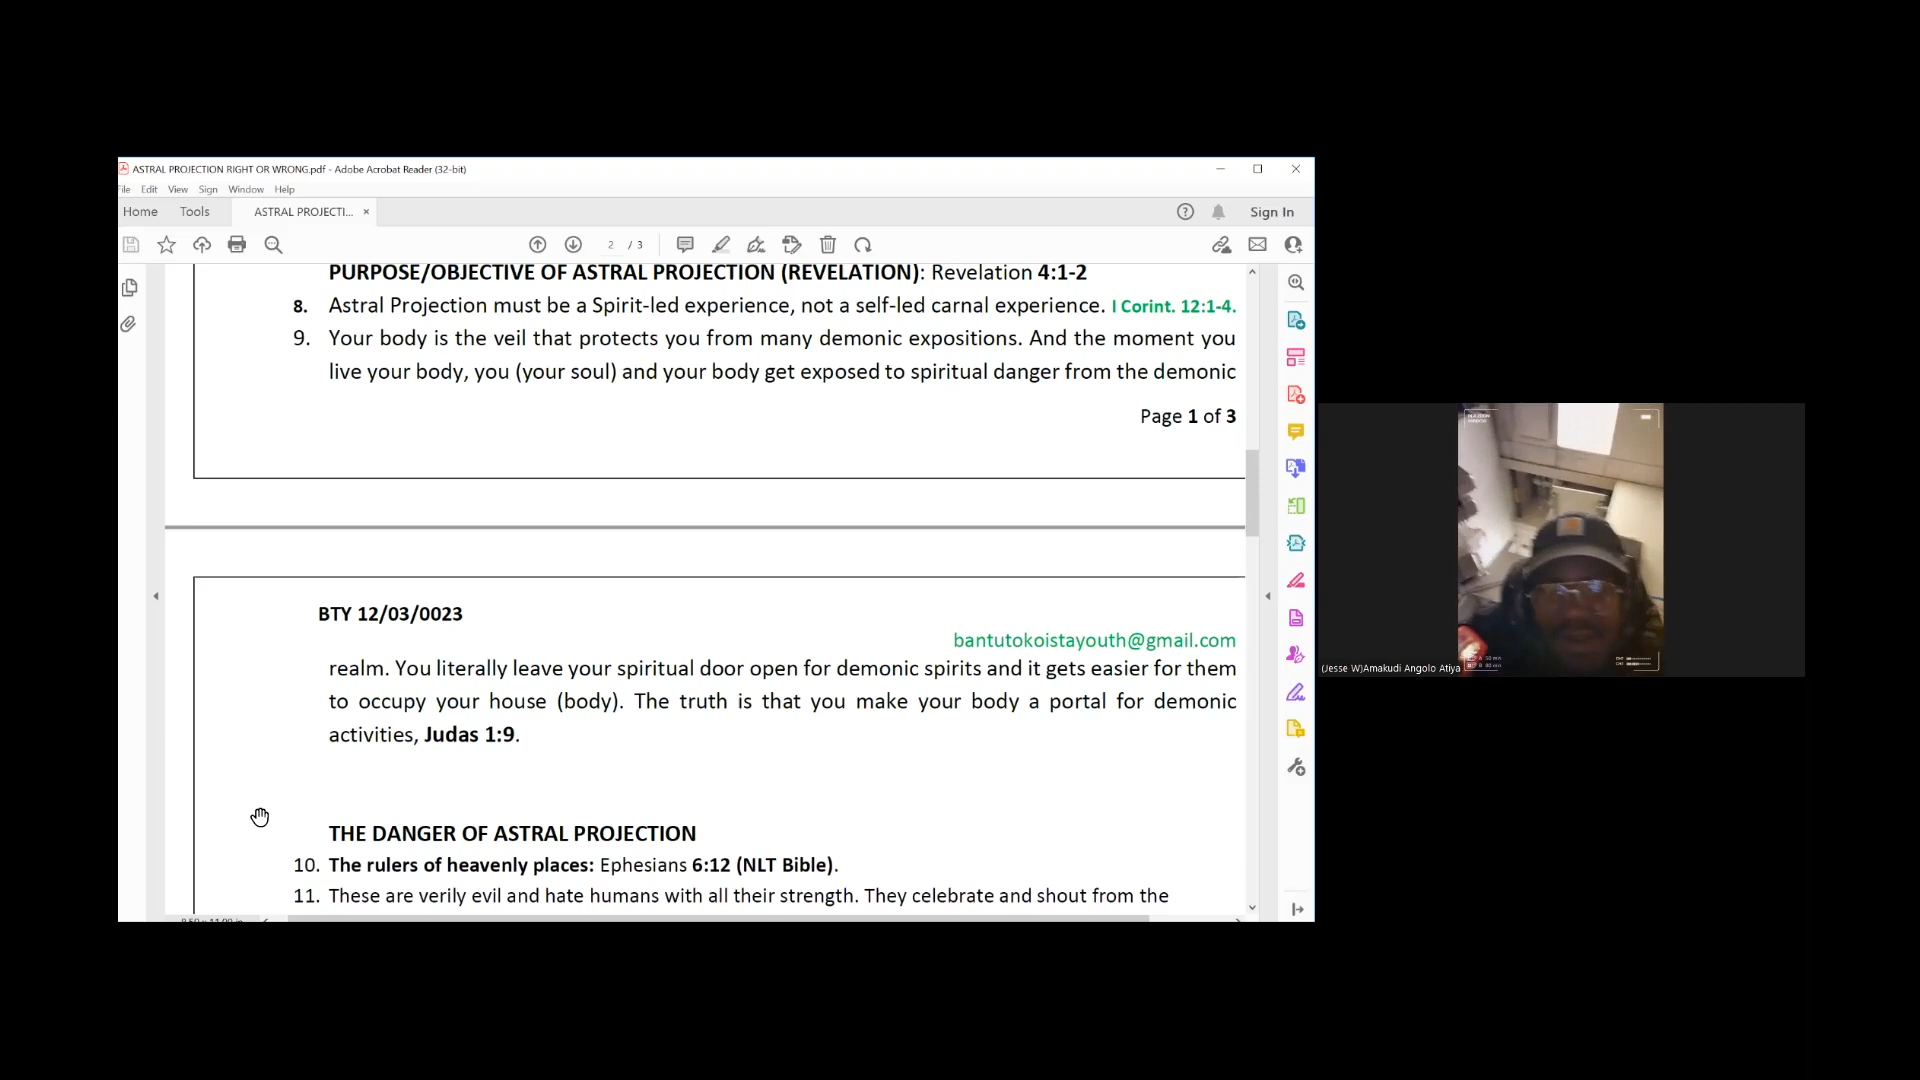 ASTRAL PROJECTION RIGHT OR WRONG.pdf - Adobe Acrobat Reader (32-bit)
File Edit View Sign Window Help
Home Tools ASTRAL PROJECTI... × Sign In
2 / 3
PURPOSE/OBJECTIVE OF ASTRAL PROJECTION (REVELATION): Revelation 4:1-2
8. Astral Projection must be a Spirit-led experience, not a self-led carnal experience. I Corint. 12:1-4.
9. Your body is the veil that protects you from many demonic expositions. And the moment you
live your body, you (your soul) and your body get exposed to spiritual danger from the demonic
Page 1 of 3
BTY 12/03/0023
bantutokoistayouth@gmail.com
realm. You literally leave your spiritual door open for demonic spirits and it gets easier for them
to occupy your house (body). The truth is that you make your body a portal for demonic
activities, Judas 1:9.
THE DANGER OF ASTRAL PROJECTION
10. The rulers of heavenly places: Ephesians 6:12 (NLT Bible).
11. These are verily evil and hate humans with all their strength. They celebrate and shout from the
(Jesse W)Amakudi Angolo Atiya